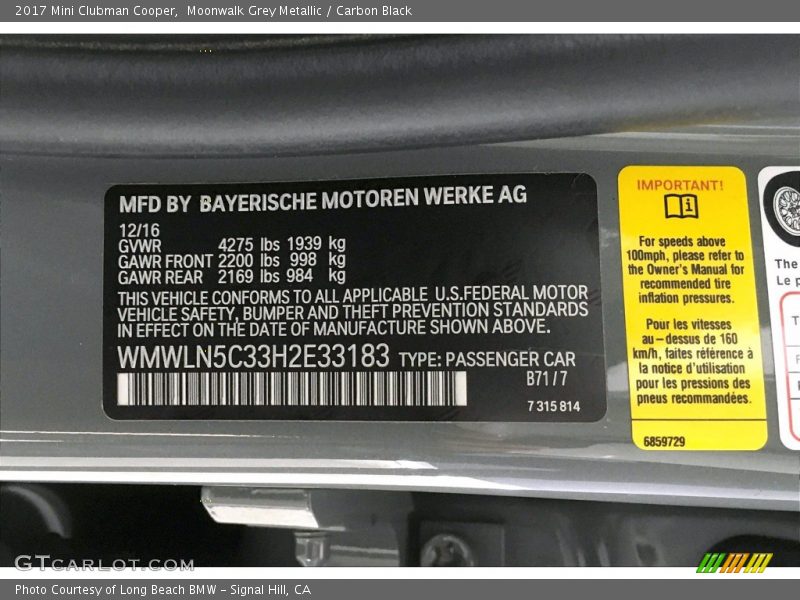 2017 Mini Clubman Cooper, Moonwalk Grey Metallic / Carbon Black
MFD BY BAYERISCHE MOTOREN WERKE AG
12/16
GVWR 4275 lbs 1939 kg
GAWR FRONT 2200 lbs 998 kg
GAWR REAR 2169 lbs 984 kg
THIS VEHICLE CONFORMS TO ALL APPLICABLE U.S.FEDERAL MOTOR
VEHICLE SAFETY, BUMPER AND THEFT PREVENTION STANDARDS
IN EFFECT ON THE DATE OF MANUFACTURE SHOWN ABOVE.
WMWLN5C33H2E33183 TYPE: PASSENGER CAR
B71 / 7
7 315 814
IMPORTANT!
For speeds above
100mph, please refer to
the Owner's Manual for
recommended tire
inflation pressures.
Pour les vitesses
au-dessus de 160
km/h, faites référence à
la notice d'utilisation
pour les pressions des
pneus recommandées.
6859729
The
Le
GTCARLOT.COM
Photo Courtesy of Long Beach BMW - Signal Hill, CA